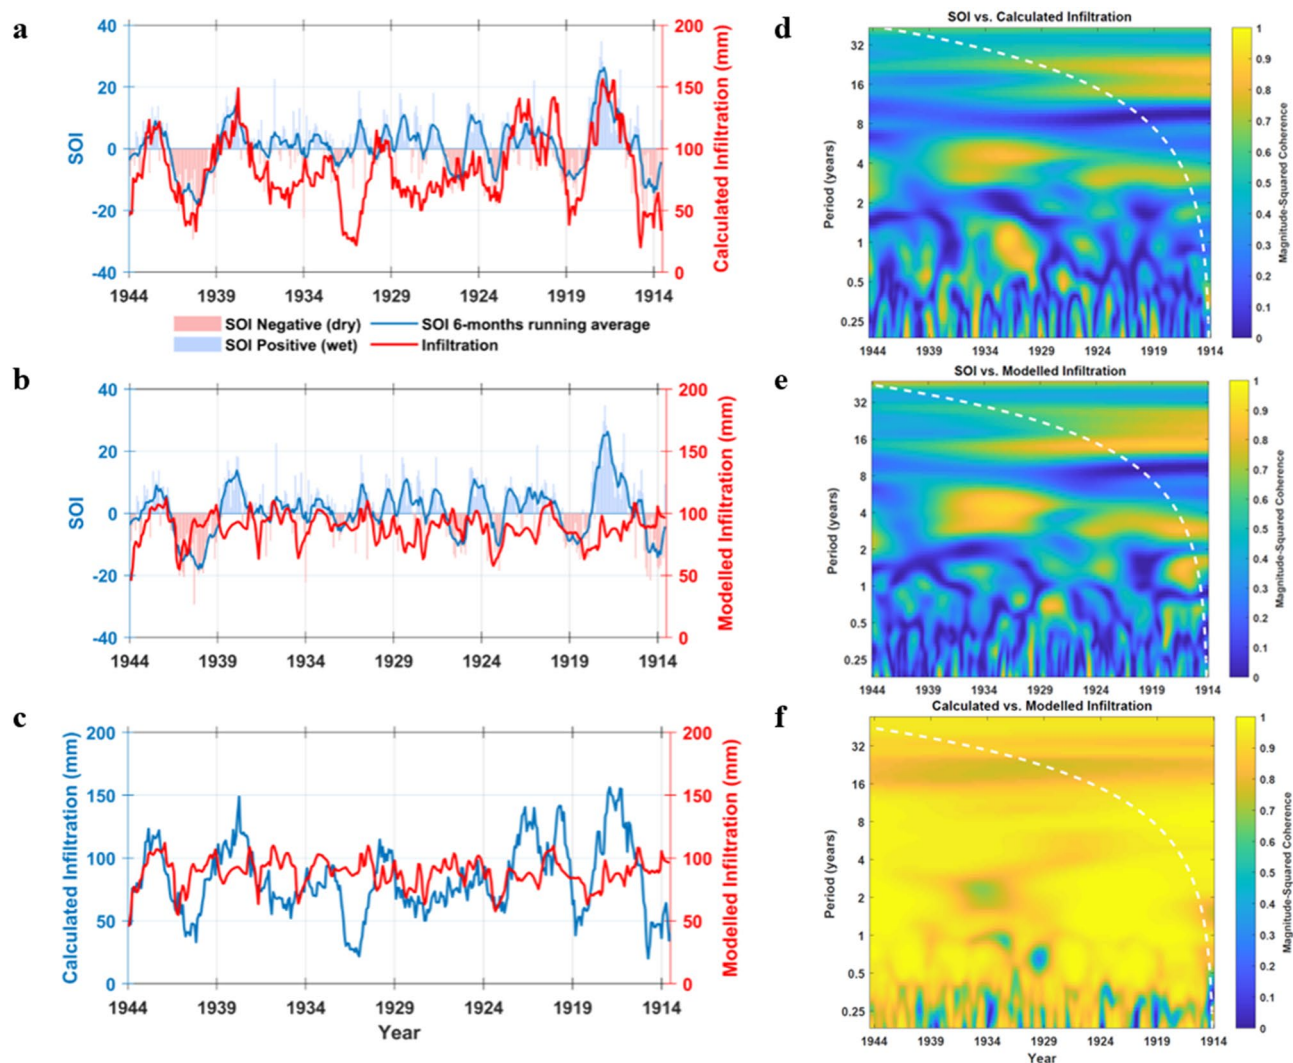 a
40
20
0
-20
-40
SOI
200
150
100
50
0
Calculated Infiltration (mm)
1944 1939 1934 1929 1924 1919 1914
SOI Negative (dry) SOI 6-months running average
SOI Positive (wet) Infiltration
b
40
20
0
-20
-40
SOI
200
150
100
50
0
Modelled Infiltration (mm)
1944 1939 1934 1929 1924 1919 1914
c
200
150
100
50
0
Calculated Infiltration (mm)
200
150
100
50
0
Modelled Infiltration (mm)
1944 1939 1934 1929 1924 1919 1914
Year
d
SOI vs. Calculated Infiltration
32
16
8
4
2
1
0.5
0.25
Period (years)
1944 1939 1934 1929 1924 1919 1914
1
0.9
0.8
0.7
0.6
0.5
0.4
0.3
0.2
0.1
0
Magnitude-Squared Coherence
e
SOI vs. Modelled Infiltration
32
16
8
4
2
1
0.5
0.25
Period (years)
1944 1939 1934 1929 1924 1919 1914
1
0.9
0.8
0.7
0.6
0.5
0.4
0.3
0.2
0.1
0
Magnitude-Squared Coherence
f
Calculated vs. Modelled Infiltration
32
16
8
4
2
1
0.5
0.25
Period (years)
1944 1939 1934 1929 1924 1919 1914
Year
1
0.9
0.8
0.7
0.6
0.5
0.4
0.3
0.2
0.1
0
Magnitude-Squared Coherence